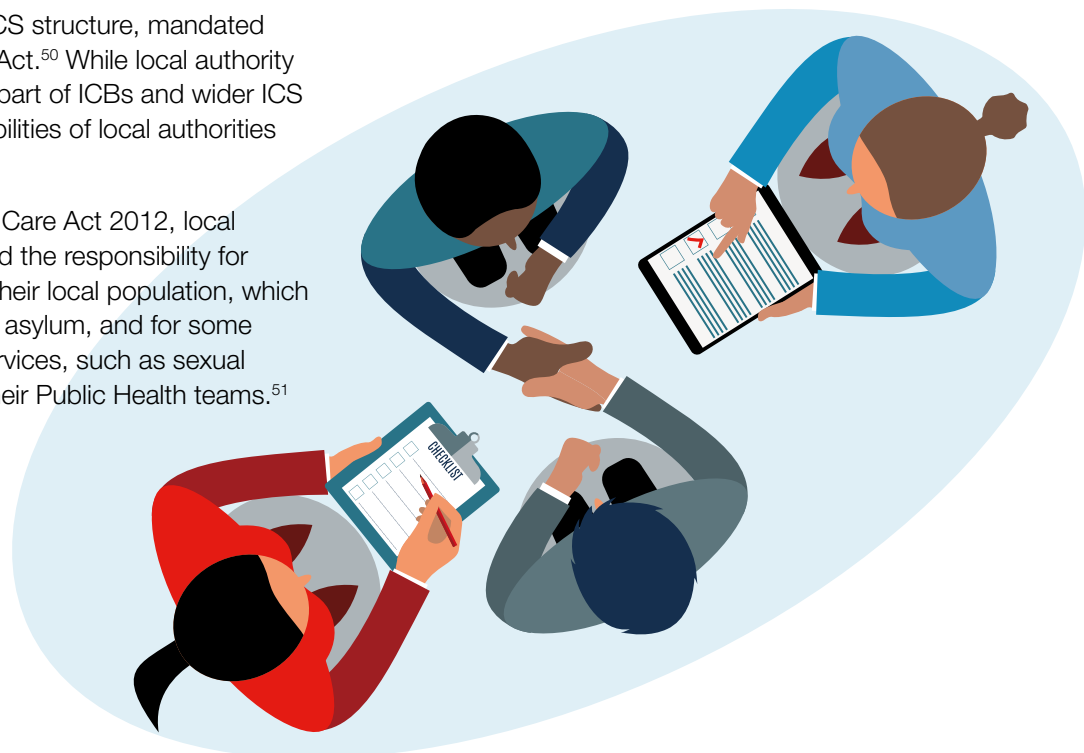 CS structure, mandated
Act.⁵⁰ While local authority
part of ICBs and wider ICS
bilities of local authorities
Care Act 2012, local
d the responsibility for
heir local population, which
asylum, and for some
rvices, such as sexual
eir Public Health teams.⁵¹
CHECKLIST